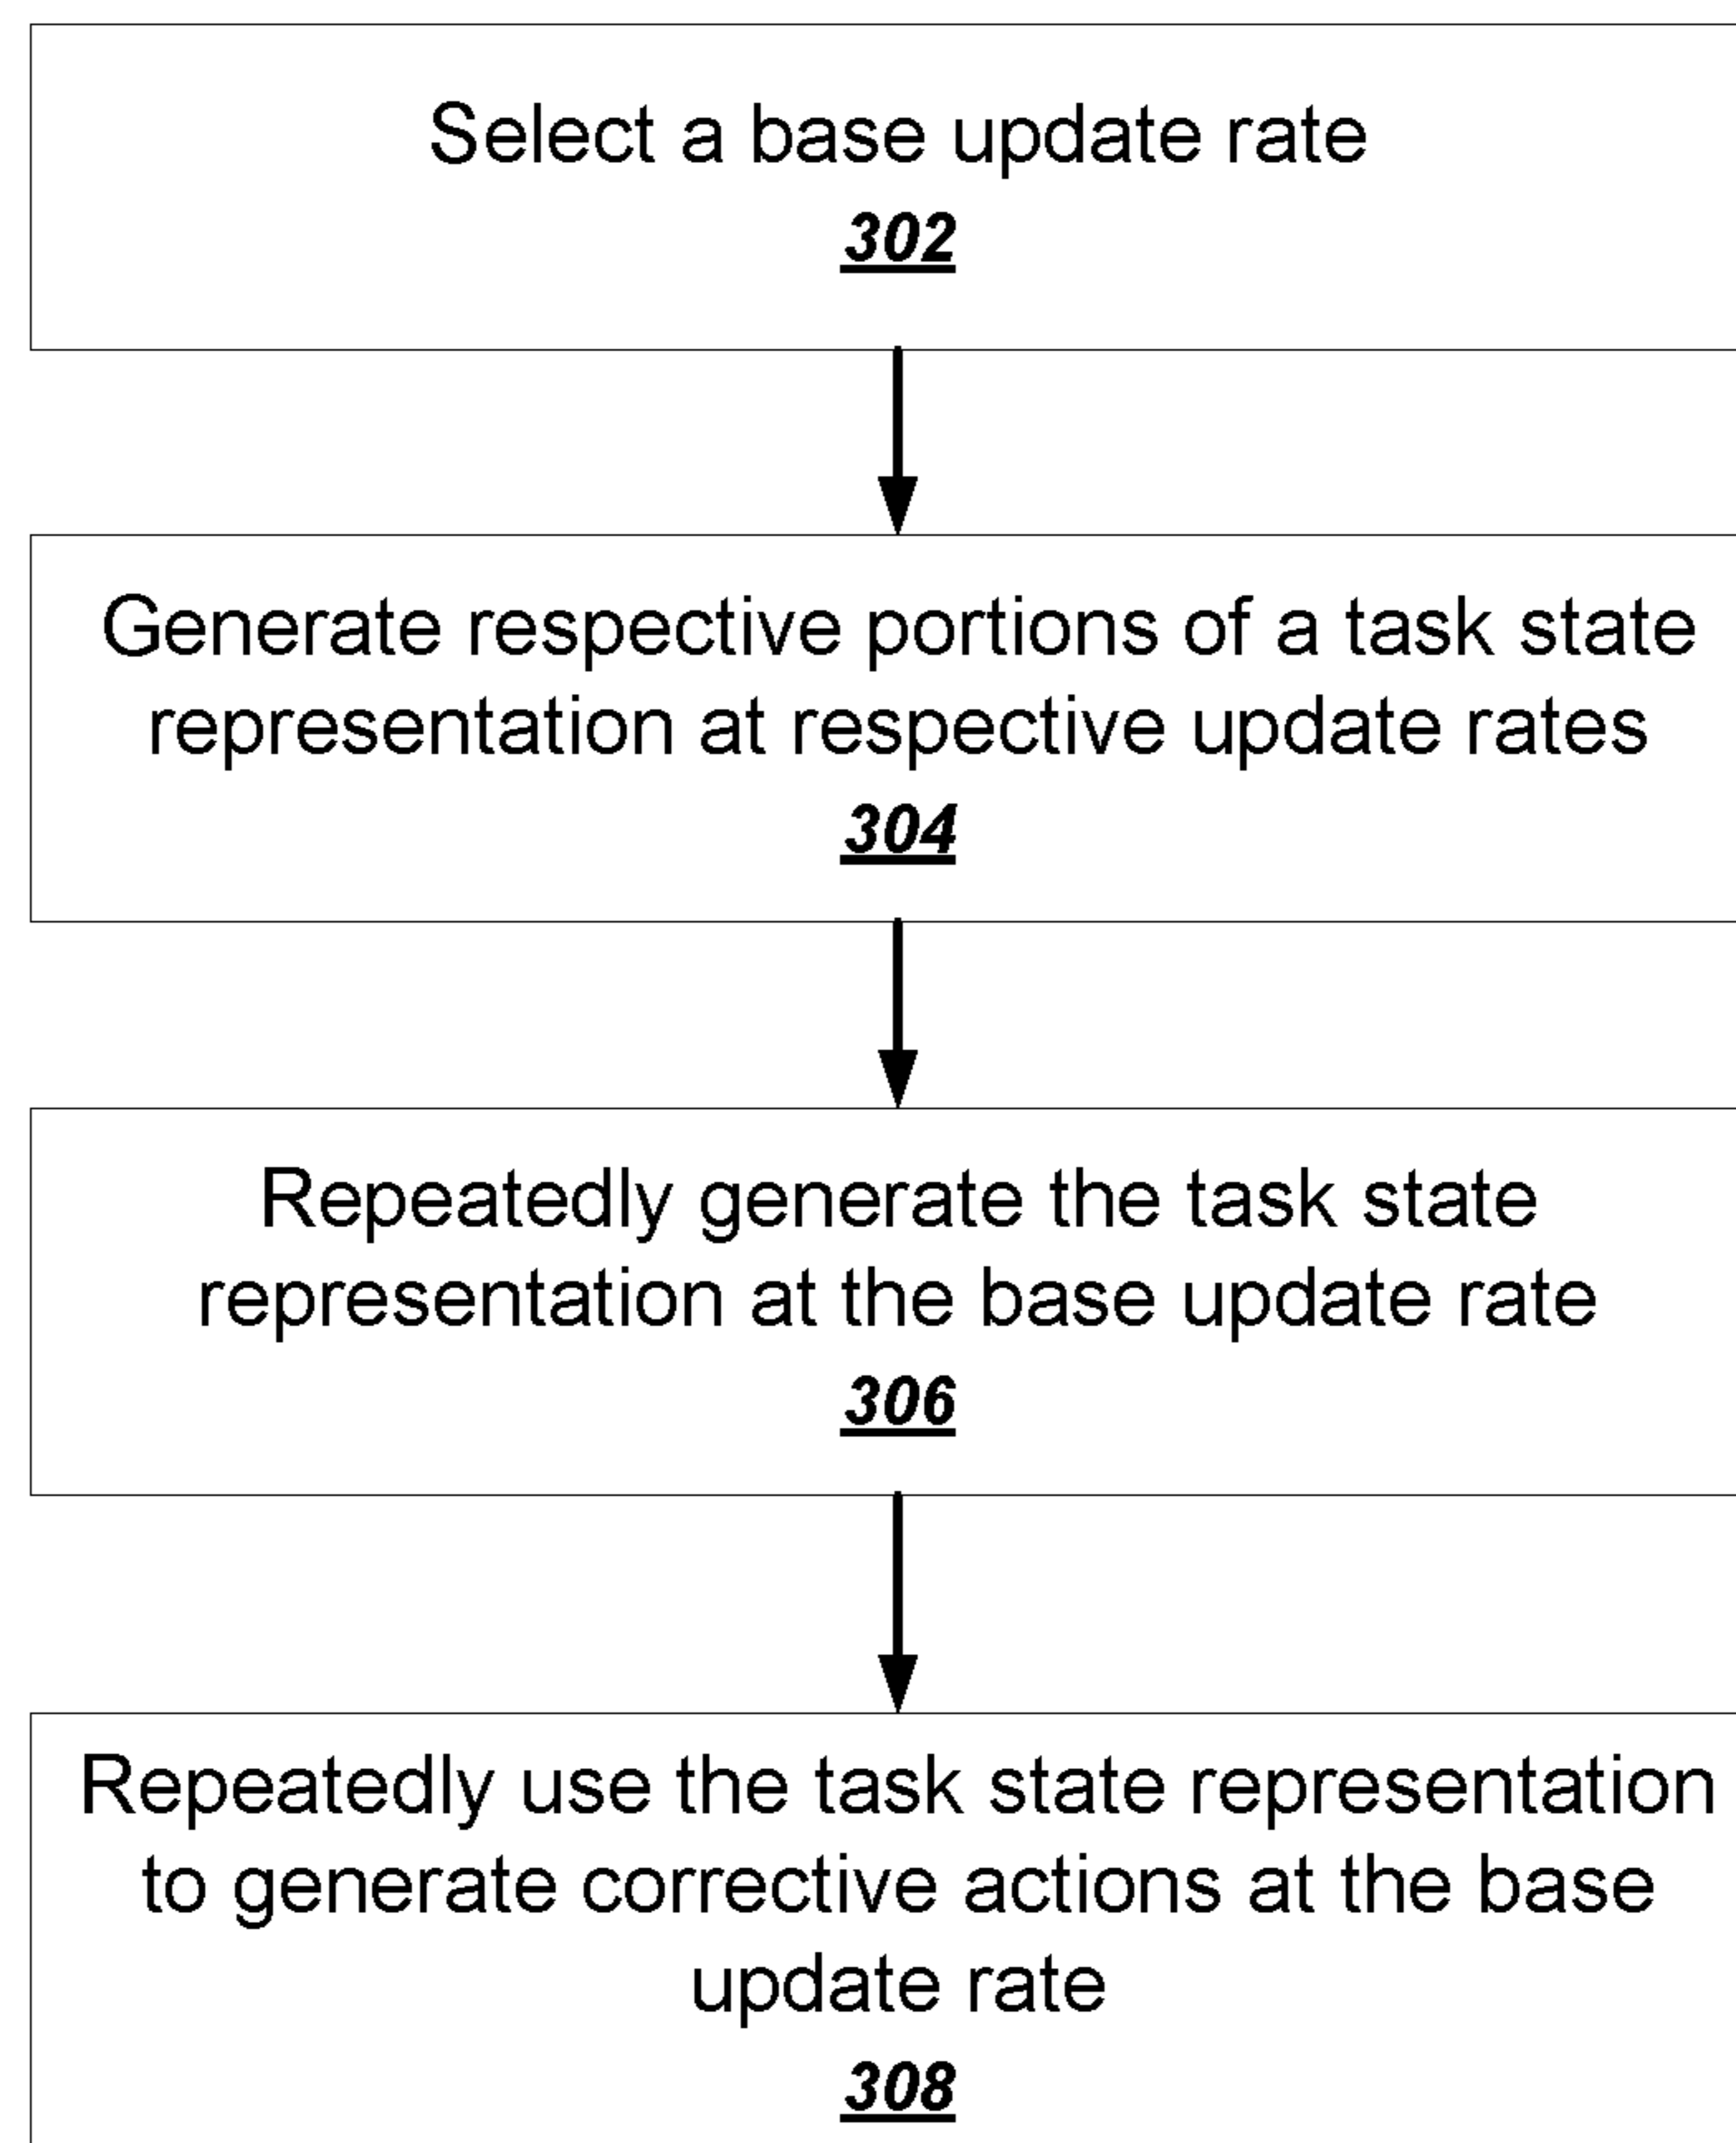 Select a base update rate
302
Generate respective portions of a task state
representation at respective update rates
304
Repeatedly generate the task state
representation at the base update rate
306
Repeatedly use the task state representation
to generate corrective actions at the base
update rate
308